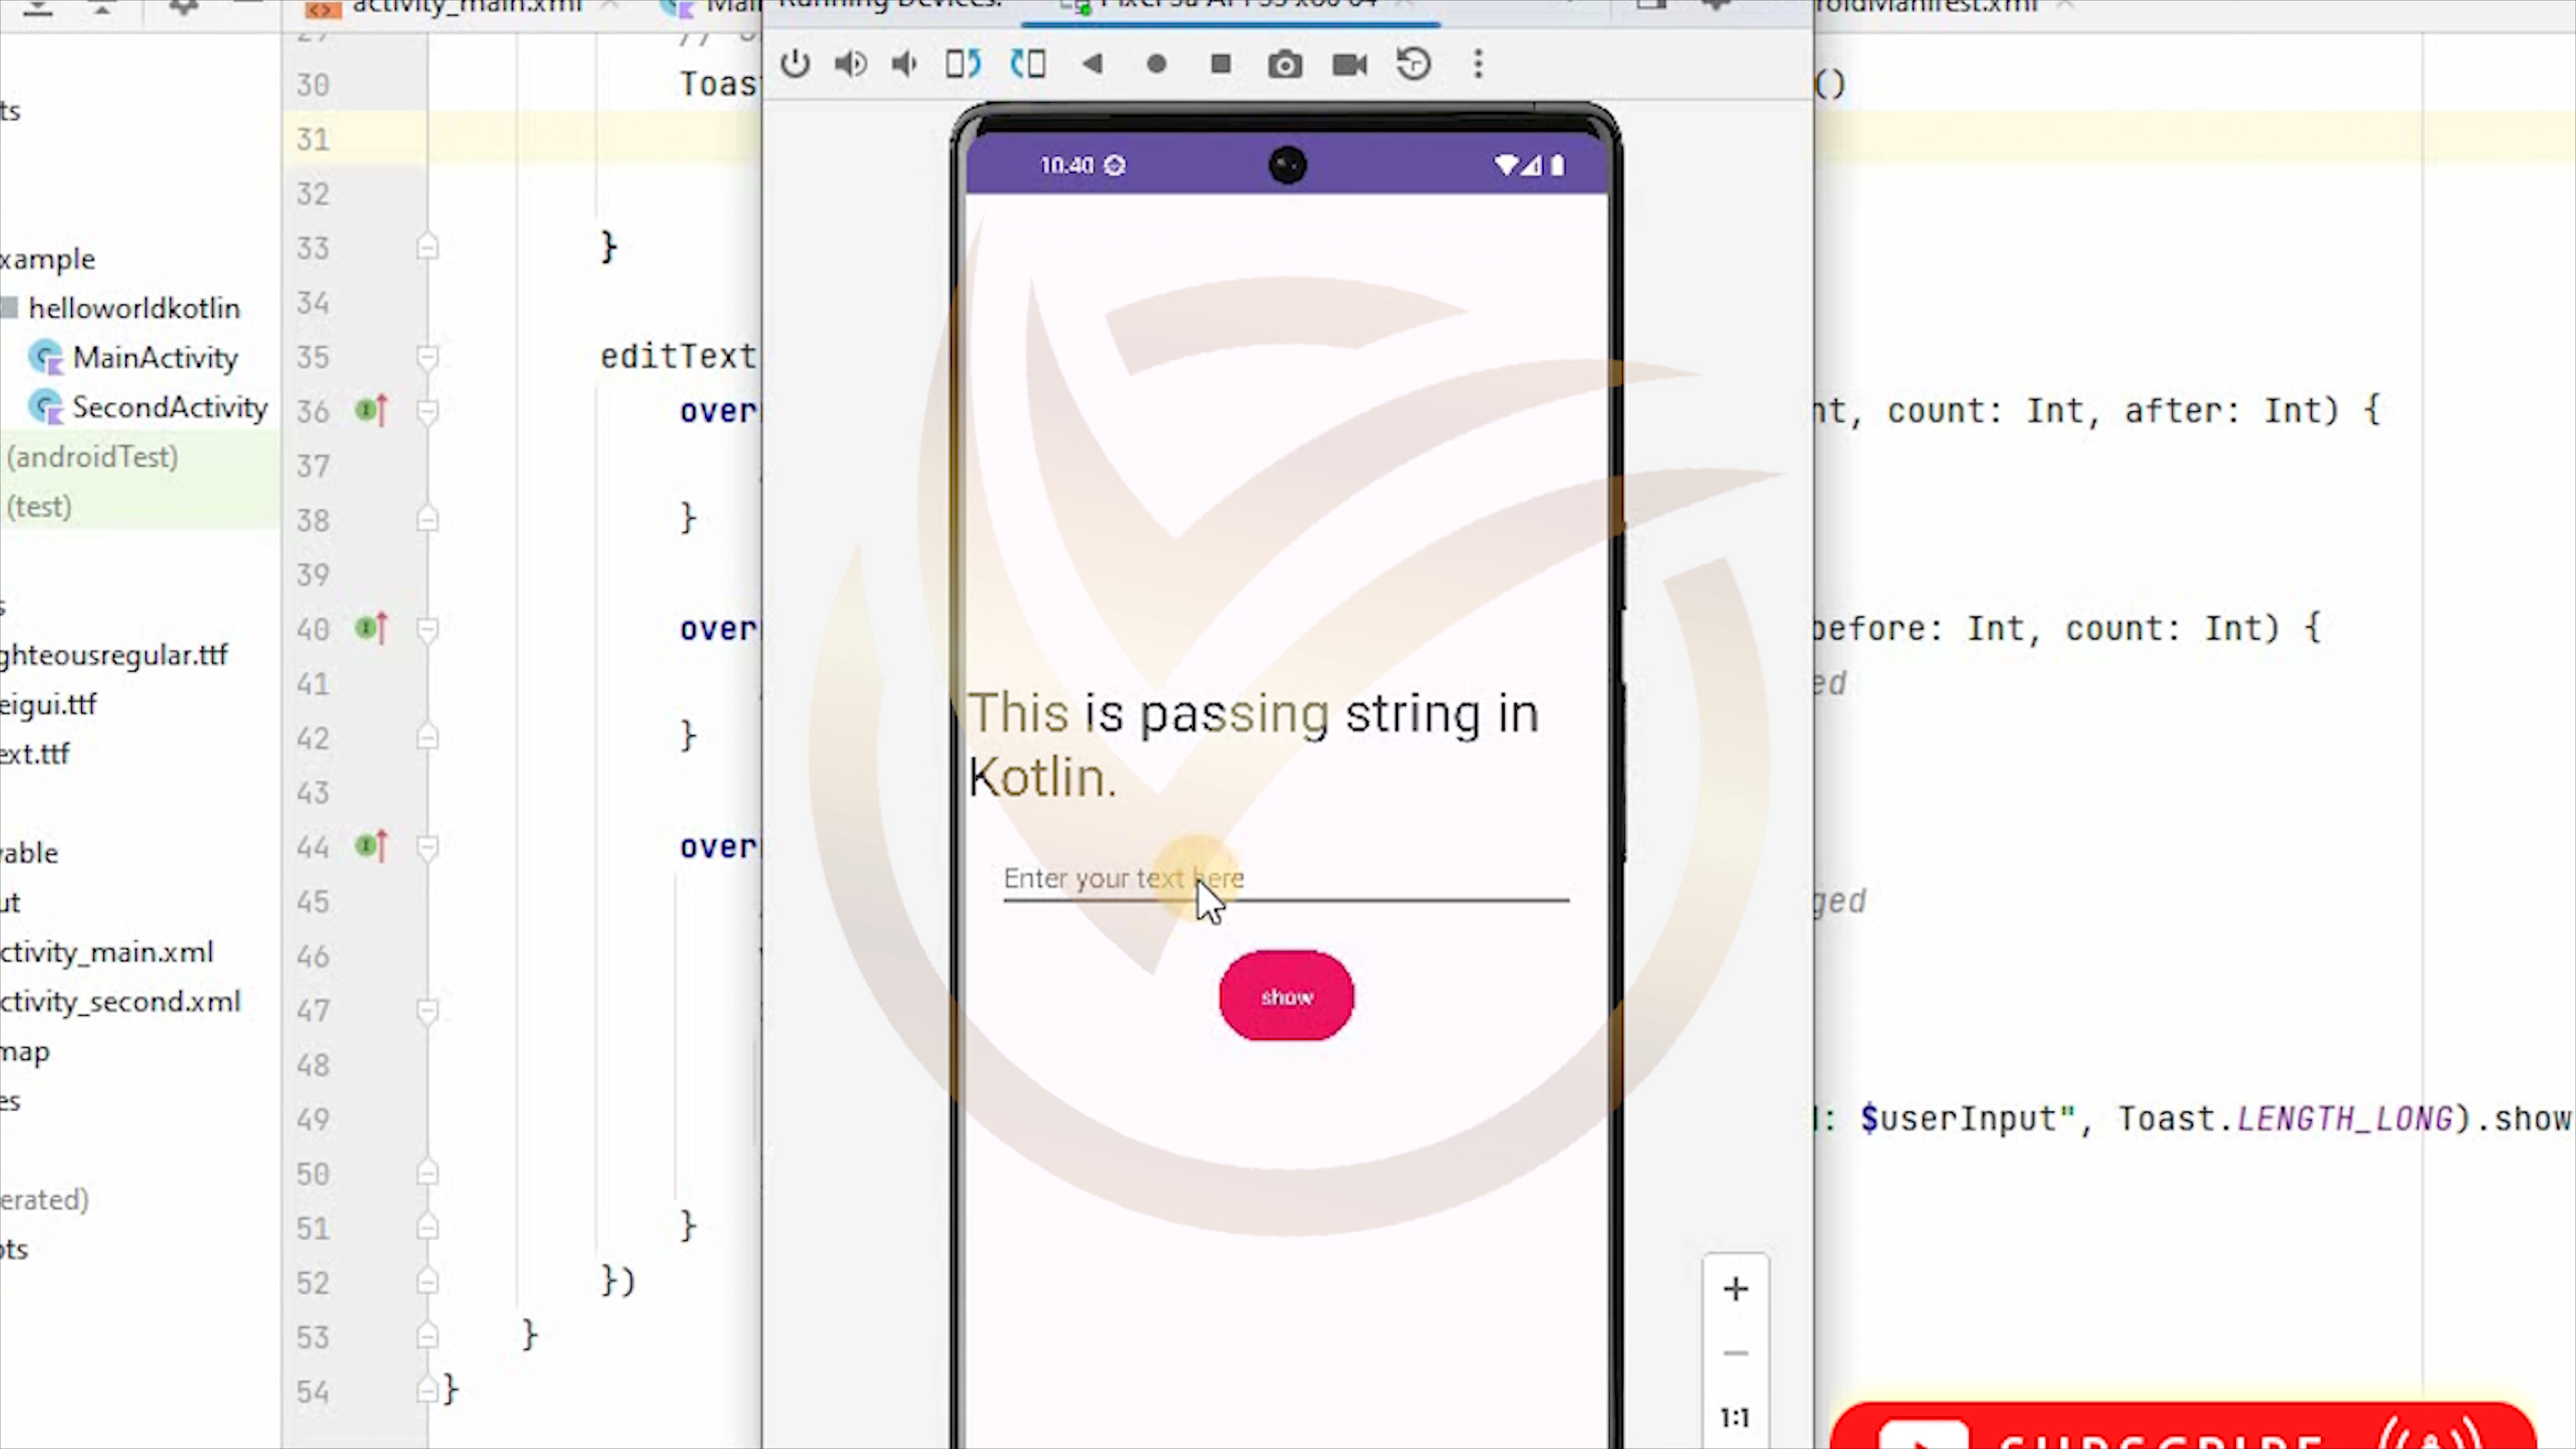 activity_main.xml
Running Devices:
30 Toas
()
31
32
33 }
34
35 editText
36 over
nt, count: Int, after: Int) {
37
38 }
39
40 over
before: Int, count: Int) {
41
ed
42 }
43
44 over
45
ged
46
47
48
49
: $userInput", Toast.LENGTH_LONG).show
50
51 }
52 })
53 }
54 }
ts
xample
helloworldkotlin
MainActivity
SecondActivity
(androidTest)
(test)
s
ghteousregular.ttf
eigui.ttf
ext.ttf
vable
ut
ctivity_main.xml
ctivity_second.xml
map
es
erated)
pts
10:40
This is passing string in
Kotlin.
Enter your text here
show
1:1
SUBSCRIBE